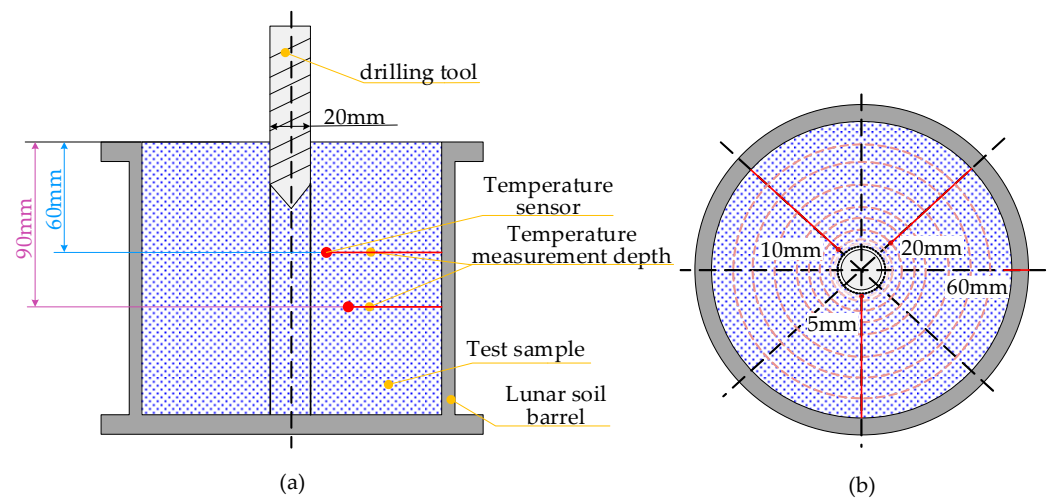 drilling tool
20mm
60mm
90mm
Temperature
sensor
Temperature
measurement depth
Test sample
Lunar soil
barrel
(a)
10mm
20mm
60mm
5mm
(b)